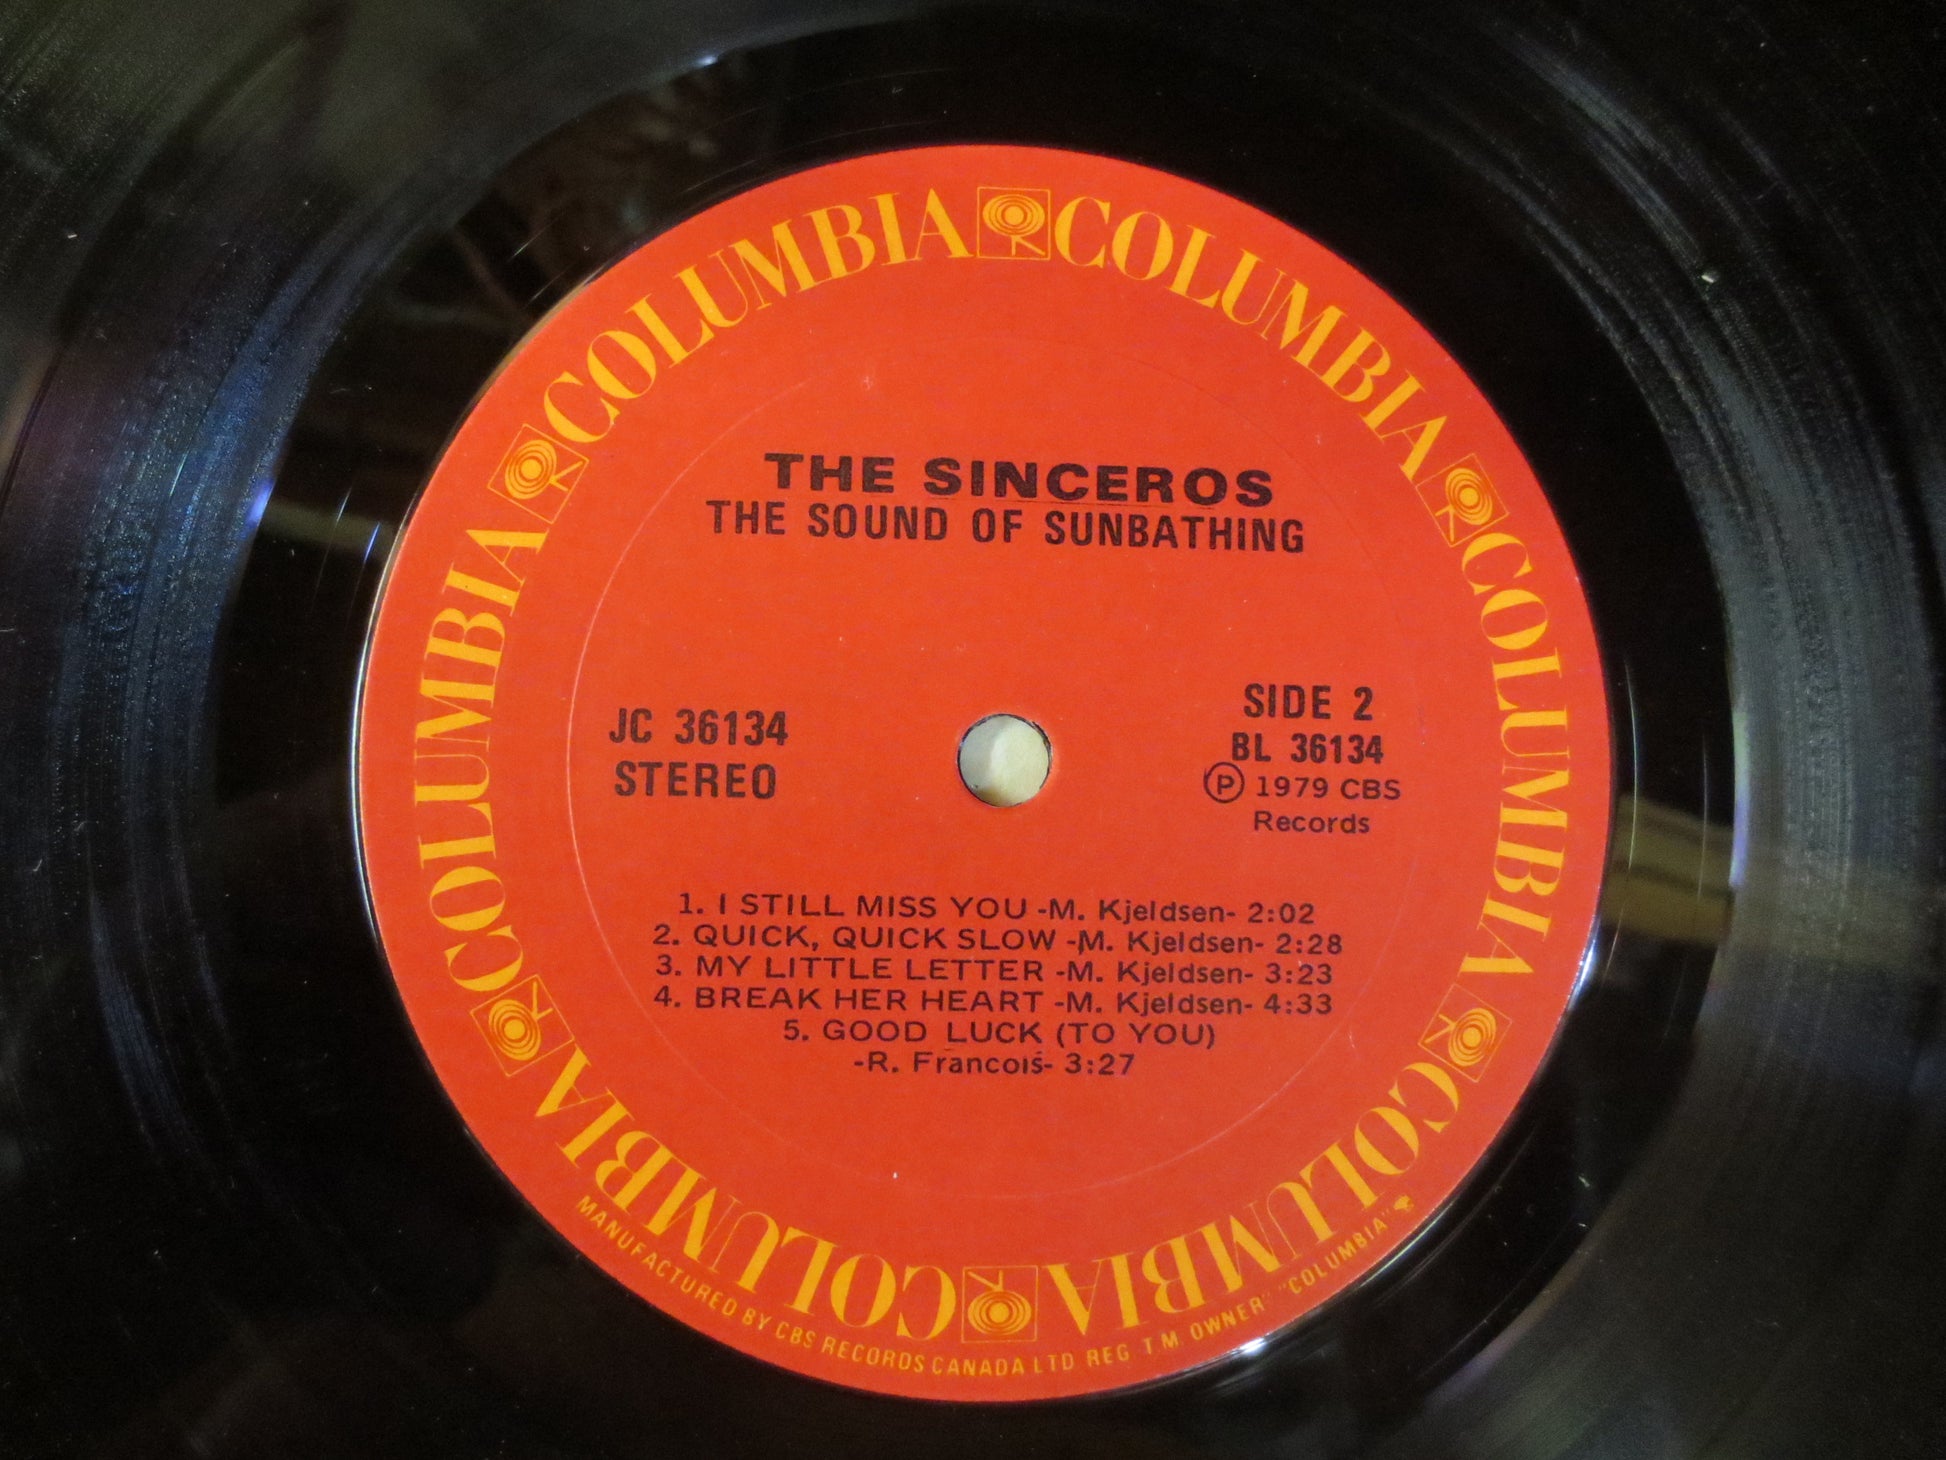 COLUMBIA COLUMBIA COLUMBIA COLUMBIA COLUMBIA COLUMBIA COLUMBIA COLUMBIA
THE SINCEROS
THE SOUND OF SUNBATHING
JC 36134
STEREO
SIDE 2
BL 36134
Ⓟ 1979 CBS
Records
1. I STILL MISS YOU -M. Kjeldsen- 2:02
2. QUICK, QUICK SLOW -M. Kjeldsen- 2:28
3. MY LITTLE LETTER -M. Kjeldsen- 3:23
4. BREAK HER HEART -M. Kjeldsen- 4:33
5. GOOD LUCK (TO YOU)
-R. Francois- 3:27
MANUFACTURED BY CBS RECORDS CANADA LTD REG T M OWNER" "COLUMBIA"